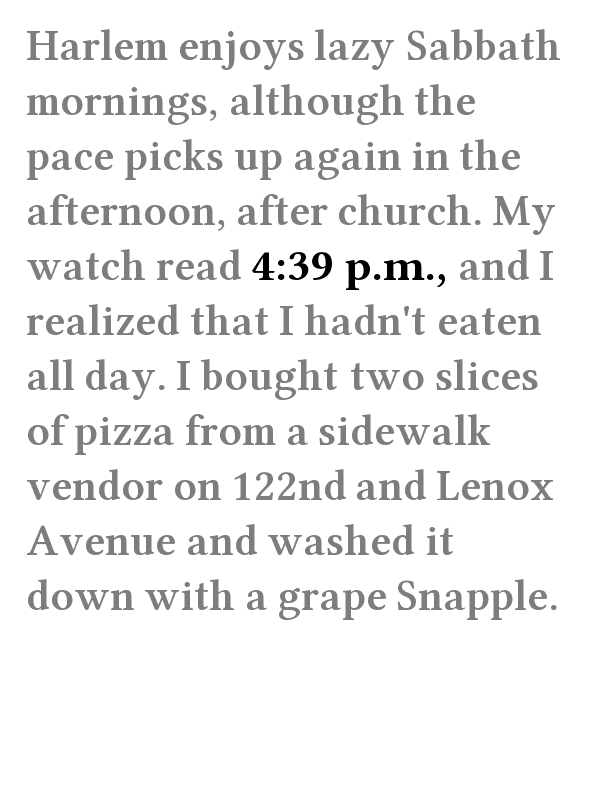 Harlem enjoys lazy Sabbath
mornings, although the
pace picks up again in the
afternoon, after church. My
watch read 4:39 p.m., and I
realized that I hadn't eaten
all day. I bought two slices
of pizza from a sidewalk
vendor on 122nd and Lenox
Avenue and washed it
down with a grape Snapple.